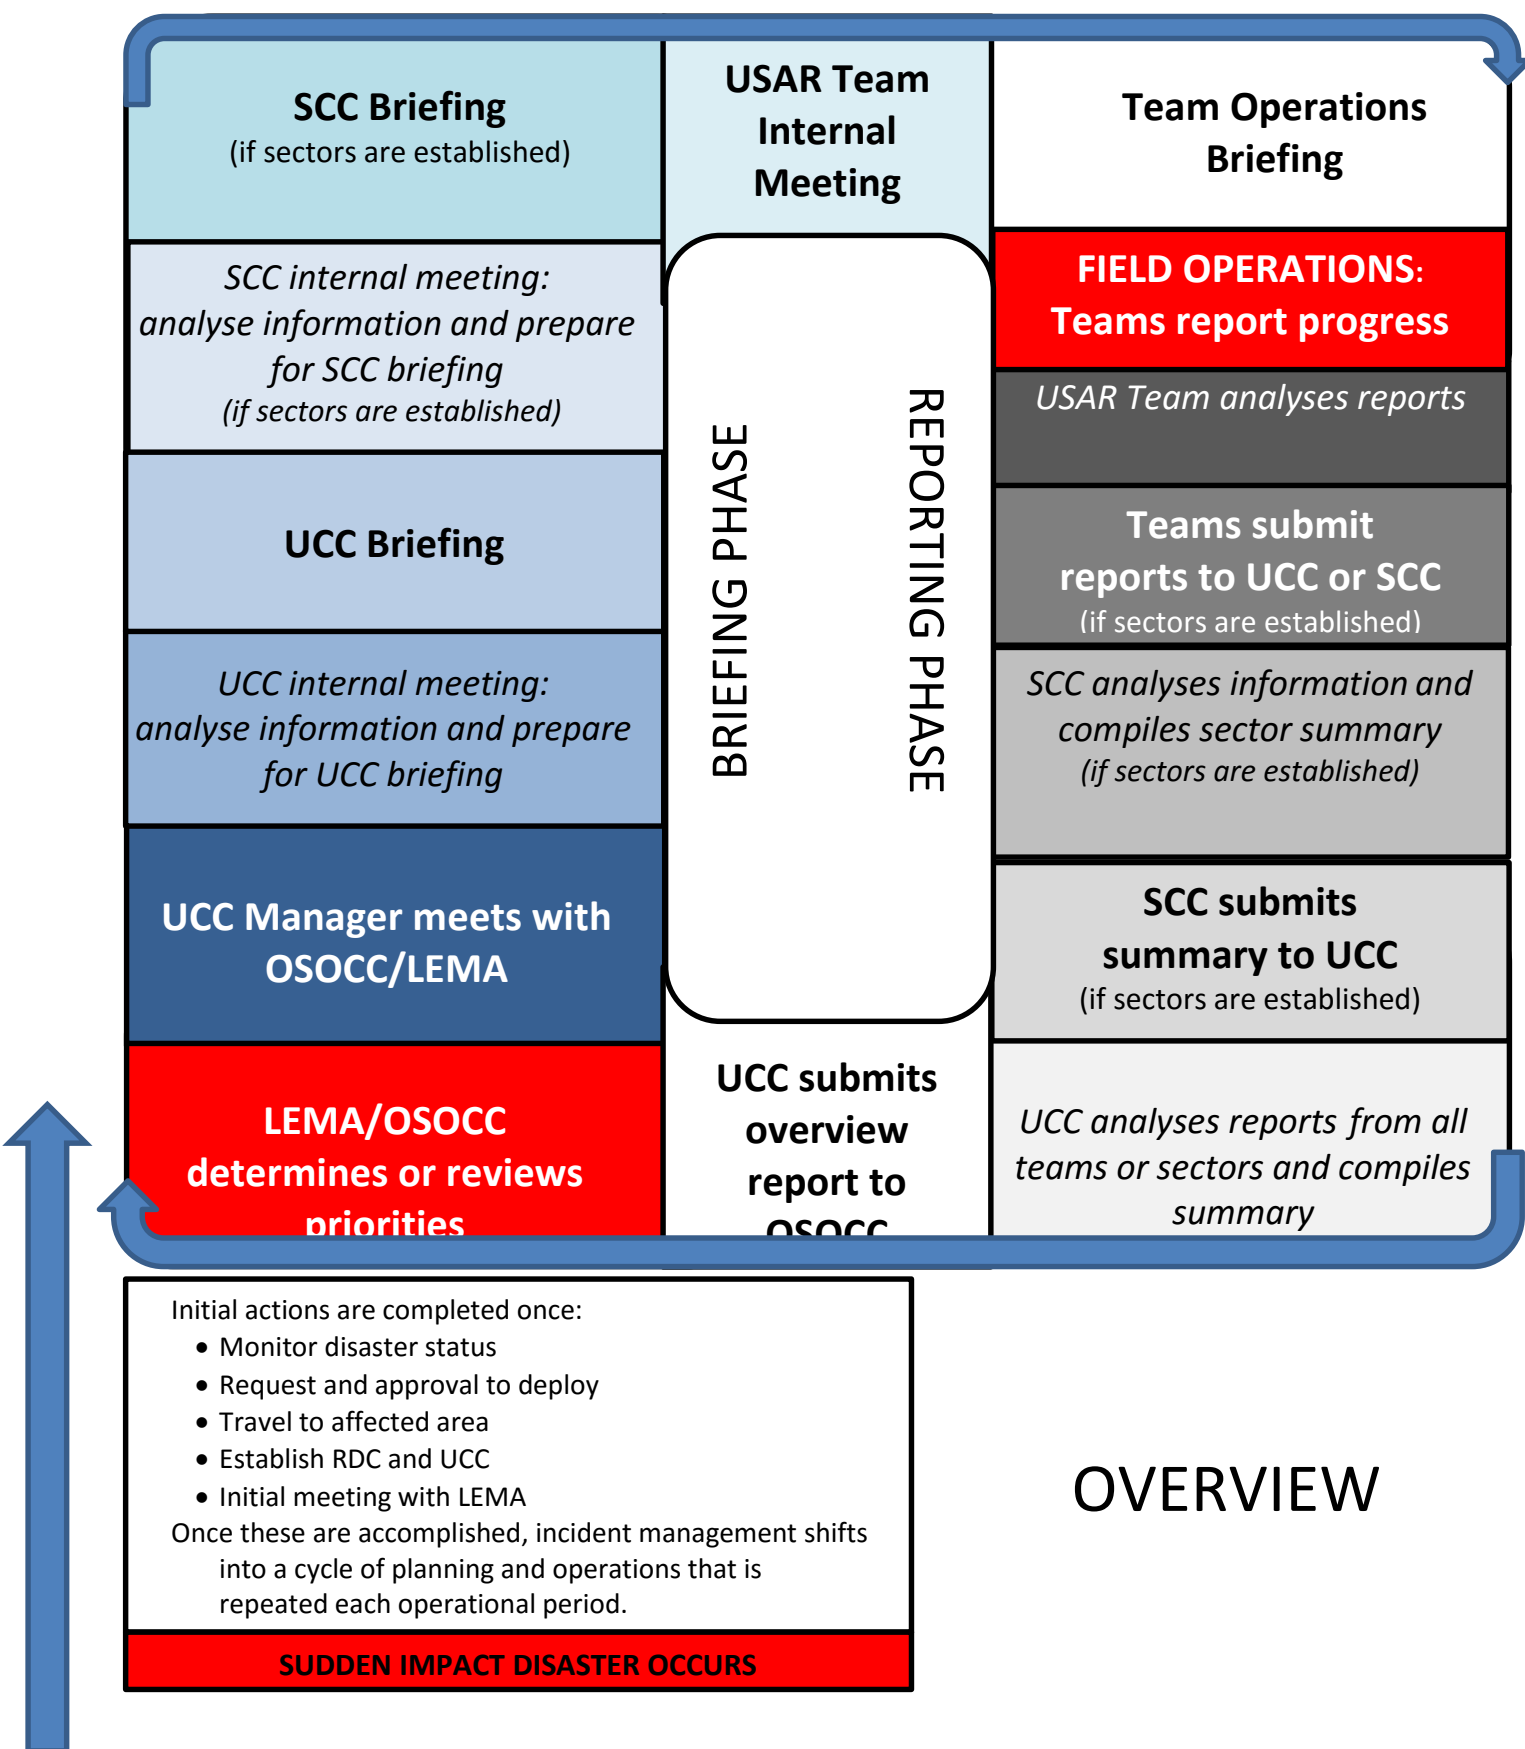 SCC Briefing
(if sectors are established)
USAR Team
Internal
Meeting
Team Operations
Briefing
SCC internal meeting:
analyse information and prepare
for SCC briefing
(if sectors are established)
UCC Briefing
UCC internal meeting:
analyse information and prepare
for UCC briefing
UCC Manager meets with
OSOCC/LEMA
LEMA/OSOCC
determines or reviews
priorities
BRIEFING PHASE
REPORTING PHASE
UCC submits
overview
report to
OSOCC
FIELD OPERATIONS:
Teams report progress
USAR Team analyses reports
Teams submit
reports to UCC or SCC
(if sectors are established)
SCC analyses information and
compiles sector summary
(if sectors are established)
SCC submits
summary to UCC
(if sectors are established)
UCC analyses reports from all
teams or sectors and compiles
summary
Initial actions are completed once:
• Monitor disaster status
• Request and approval to deploy
• Travel to affected area
• Establish RDC and UCC
• Initial meeting with LEMA
Once these are accomplished, incident management shifts
into a cycle of planning and operations that is
repeated each operational period.
SUDDEN IMPACT DISASTER OCCURS
OVERVIEW